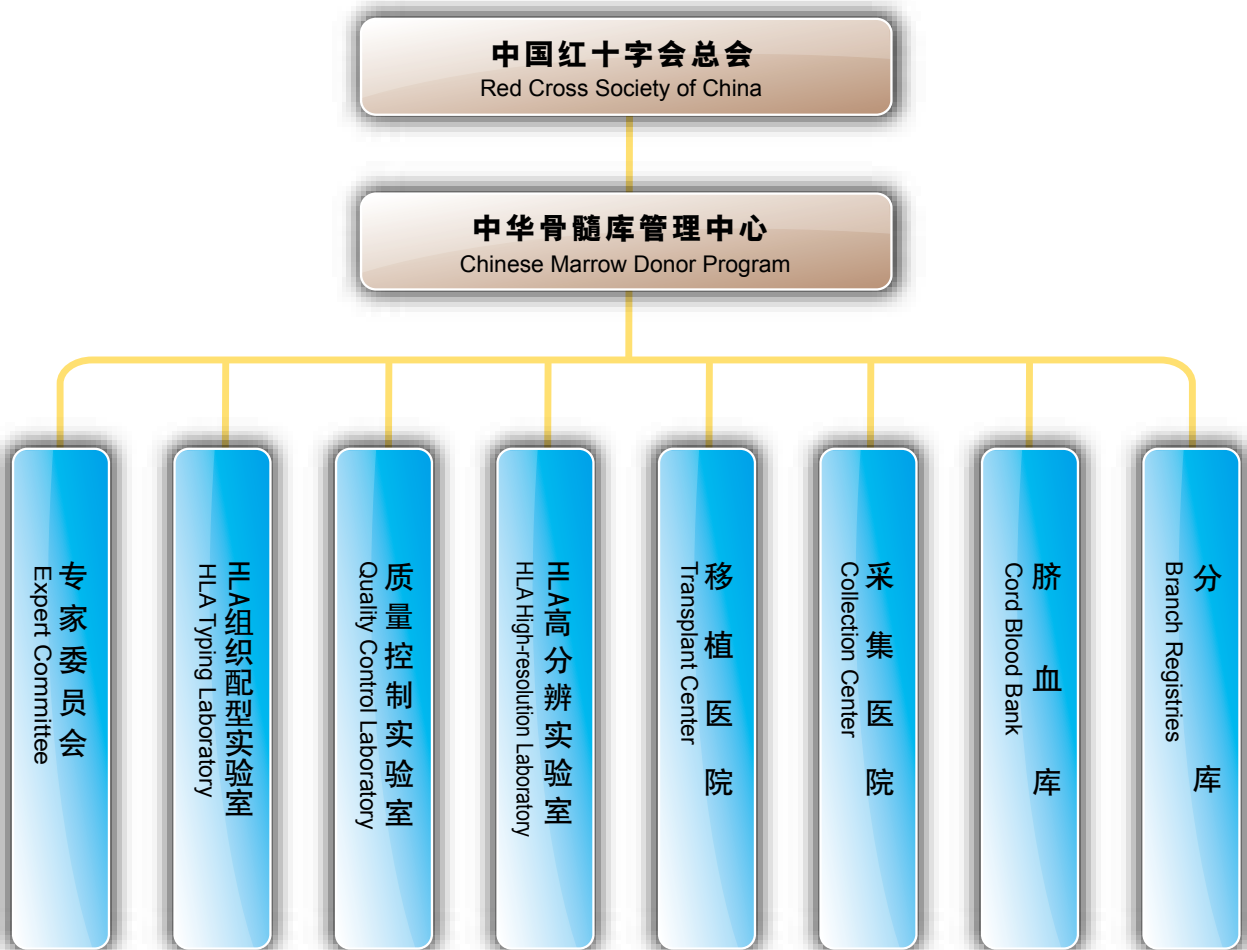 中国红十字会总会
Red Cross Society of China
中华骨髓库管理中心
Chinese Marrow Donor Program
专家委员会
Expert Committee
HLA组织配型实验室
HLA Typing Laboratory
质量控制实验室
Quality Control Laboratory
HLA高分辨实验室
HLA High-resolution Laboratory
移植医院
Transplant Center
采集医院
Collection Center
脐血库
Cord Blood Bank
分库
Branch Registries